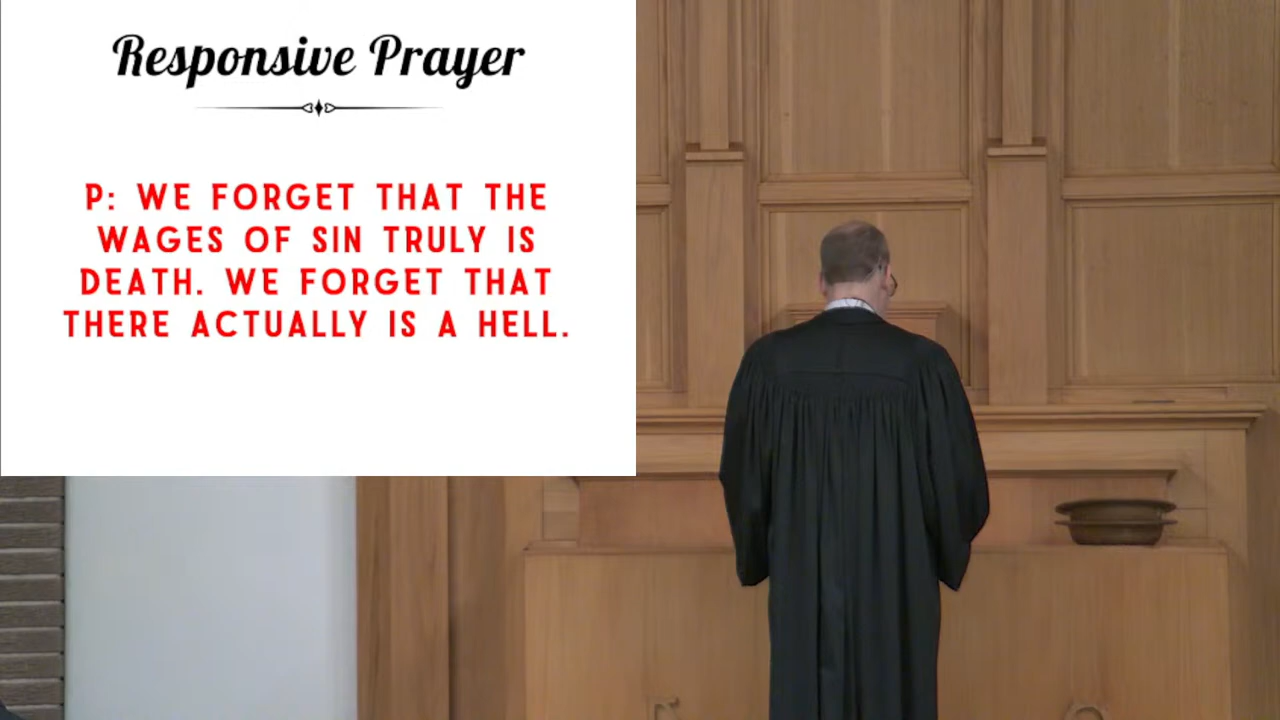 Responsive Prayer
P: WE FORGET THAT THE
WAGES OF SIN TRULY IS
DEATH. WE FORGET THAT
THERE ACTUALLY IS A HELL.